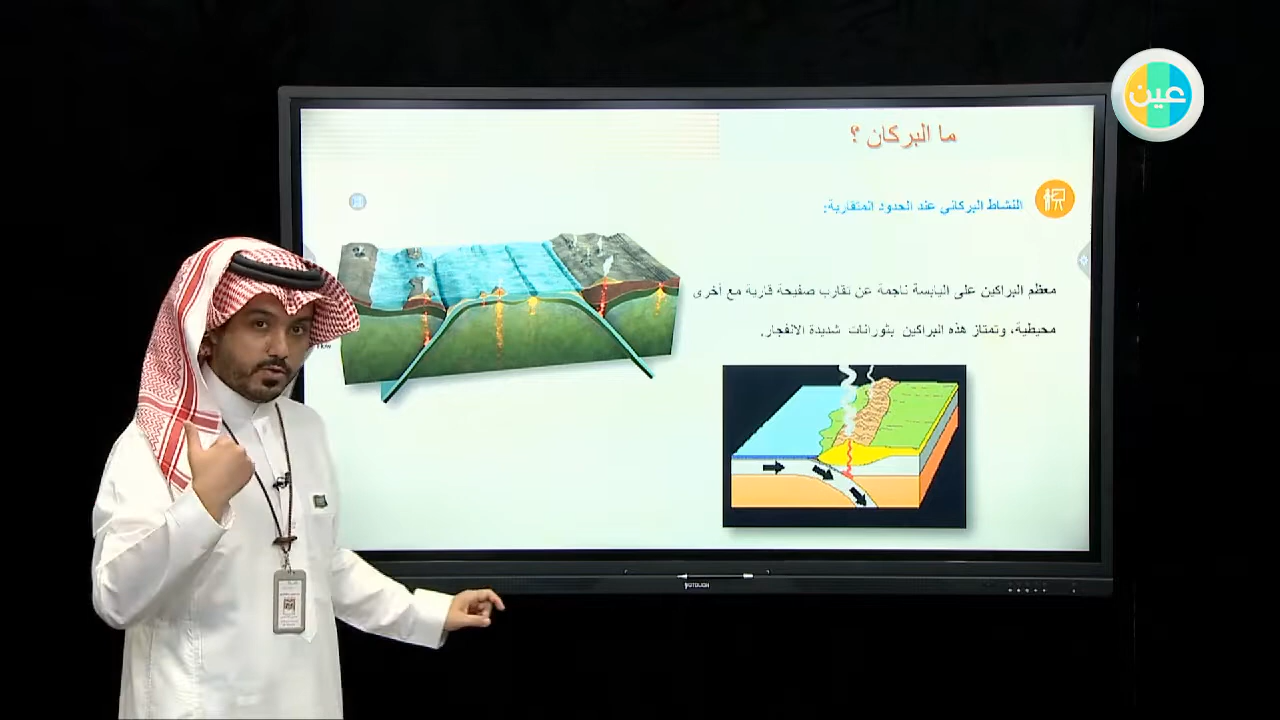 عين
ما البركان ؟
النشاط البركاني عند الحدود المتقاربة:
معظم البراكين على اليابسة ناجمة عن تقارب صفيحة قارية مع أخرى
محيطية، وتمتاز هذه البراكين بثورانات شديدة الانفجار.
Flow